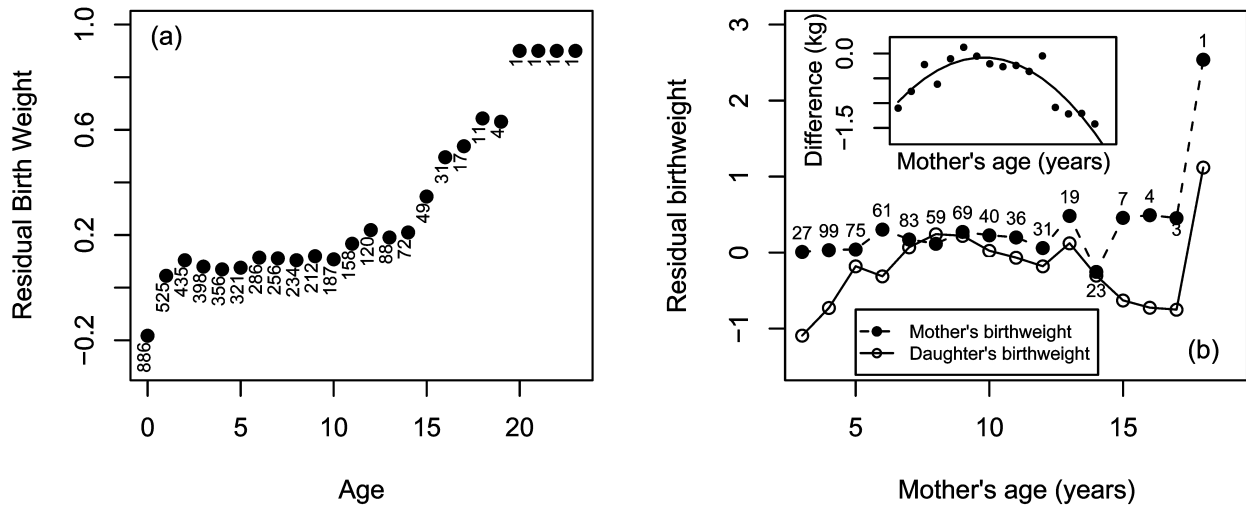 (a)
Residual Birth Weight
1.0
0.6
0.2
−0.2
886
525
435
398
356
321
286
256
234
212
187
158
120
88
72
49
31
17
11
4
1
1
1
1
0 5 10 15 20
Age
Residual birthweight
3
2
1
0
−1
Difference (kg)
0.0
−1.5
Mother's age (years)
27 99 75 61 83 59 69 40 36 31 19 23 7 4 3 1
Mother's birthweight
Daughter's birthweight
(b)
5 10 15
Mother's age (years)